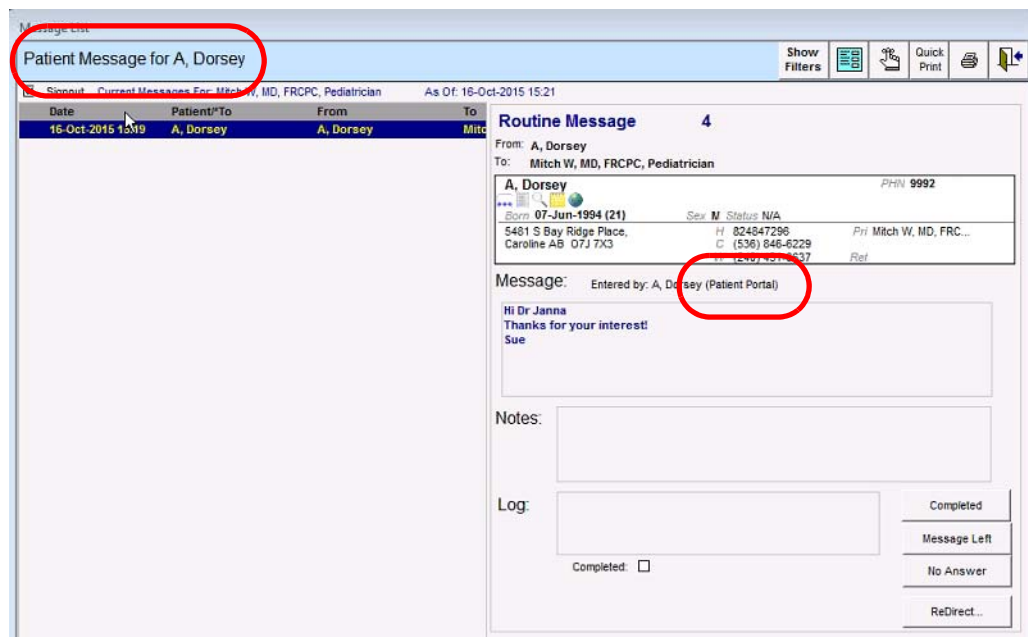 Message List
Patient Message for A, Dorsey
Show Filters
Quick Print
Signout Current Messages For: Mitch W, MD, FRCPC, Pediatrician As Of: 16-Oct-2015 15:21
Date Patient/*To From To
16-Oct-2015 15:19 A, Dorsey A, Dorsey Mitc
Routine Message 4
From: A, Dorsey
To: Mitch W, MD, FRCPC, Pediatrician
A, Dorsey PHN 9992
Born 07-Jun-1994 (21) Sex M Status N/A
5481 S Bay Ridge Place, H 824847296 Pri Mitch W, MD, FRC...
Caroline AB O7J 7X3 C (536) 846-6229
Ref
Message: Entered by: A, Dorsey (Patient Portal)
Hi Dr Janna
Thanks for your interest!
Sue
Notes:
Log:
Completed
Message Left
Completed:
No Answer
ReDirect...